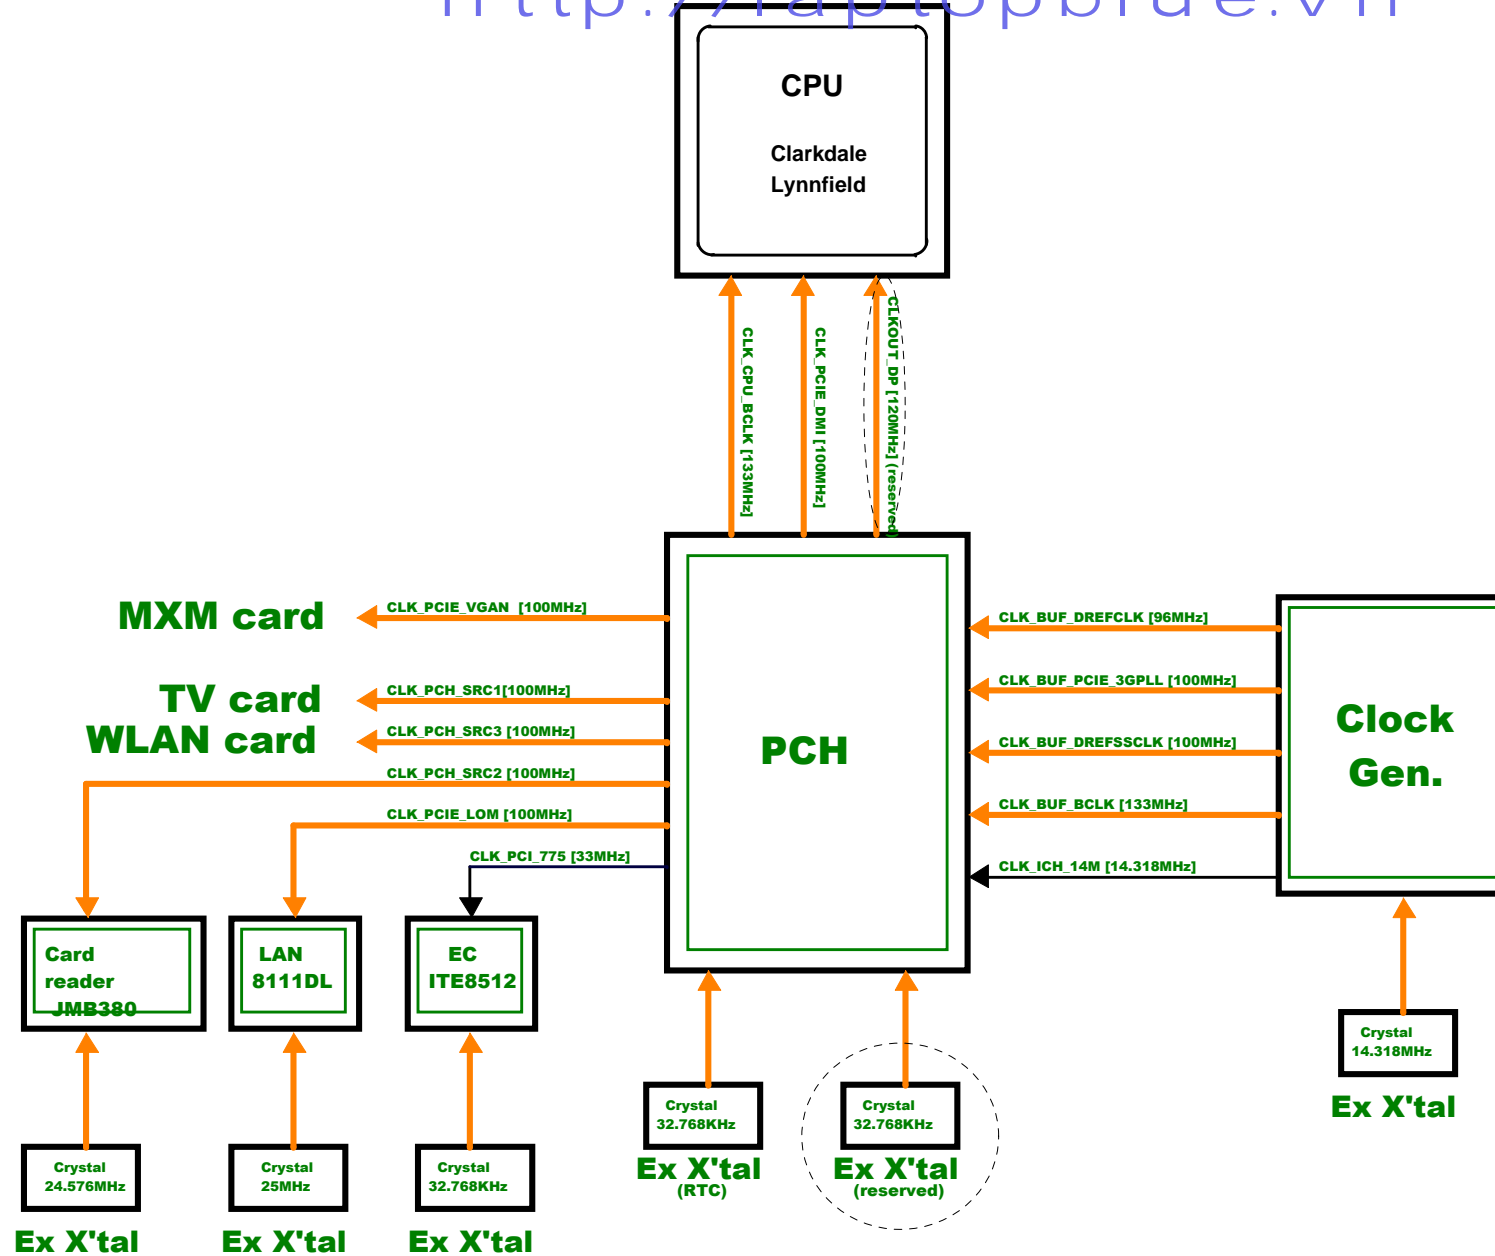 http://laptopblue.vn
CPU
Clarkdale
Lynnfield
CLK_CPU_BCLK [133MHz]
CLK_PCIE_DMI [100MHz]
CLKOUT_DP [120MHz] (reserved)
MXM card
CLK_PCIE_VGAN [100MHz]
TV card
CLK_PCH_SRC1[100MHz]
WLAN card
CLK_PCH_SRC3 [100MHz]
CLK_PCH_SRC2 [100MHz]
CLK_PCIE_LOM [100MHz]
CLK_PCI_775 [33MHz]
PCH
CLK_BUF_DREFCLK [96MHz]
CLK_BUF_PCIE_3GPLL [100MHz]
CLK_BUF_DREFSSCLK [100MHz]
CLK_BUF_BCLK [133MHz]
CLK_ICH_14M [14.318MHz]
Clock
Gen.
Card
reader
JMB380
LAN
8111DL
EC
ITE8512
Crystal
14.318MHz
Ex X'tal
Crystal
32.768KHz
Ex X'tal
(RTC)
Crystal
32.768KHz
Ex X'tal
(reserved)
Crystal
24.576MHz
Ex X'tal
Crystal
25MHz
Ex X'tal
Crystal
32.768KHz
Ex X'tal